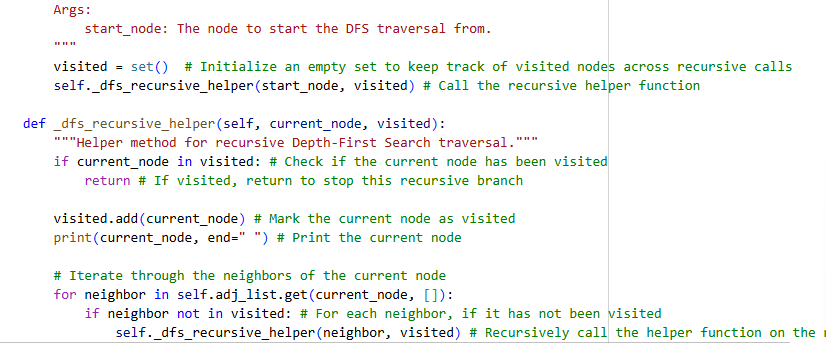 Args:
    start_node: The node to start the DFS traversal from.
"""
visited = set()  # Initialize an empty set to keep track of visited nodes across recursive calls
self._dfs_recursive_helper(start_node, visited) # Call the recursive helper function
def _dfs_recursive_helper(self, current_node, visited):
    """Helper method for recursive Depth-First Search traversal."""
    if current_node in visited: # Check if the current node has been visited
        return # If visited, return to stop this recursive branch
    visited.add(current_node) # Mark the current node as visited
    print(current_node, end=" ") # Print the current node
    # Iterate through the neighbors of the current node
    for neighbor in self.adj_list.get(current_node, []):
        if neighbor not in visited: # For each neighbor, if it has not been visited
            self._dfs_recursive_helper(neighbor, visited) # Recursively call the helper function on the